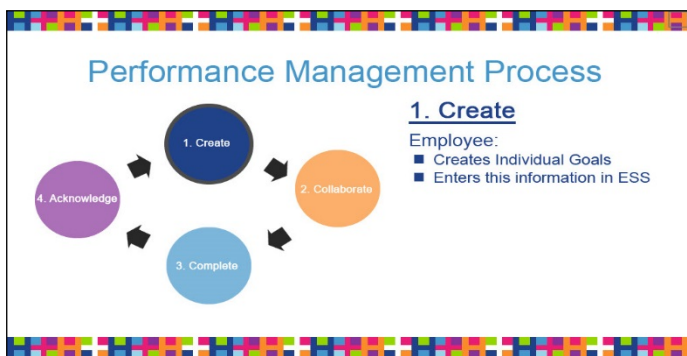 Performance Management Process
1. Create
2. Collaborate
3. Complete
4. Acknowledge
1. Create
Employee:
Creates Individual Goals
Enters this information in ESS